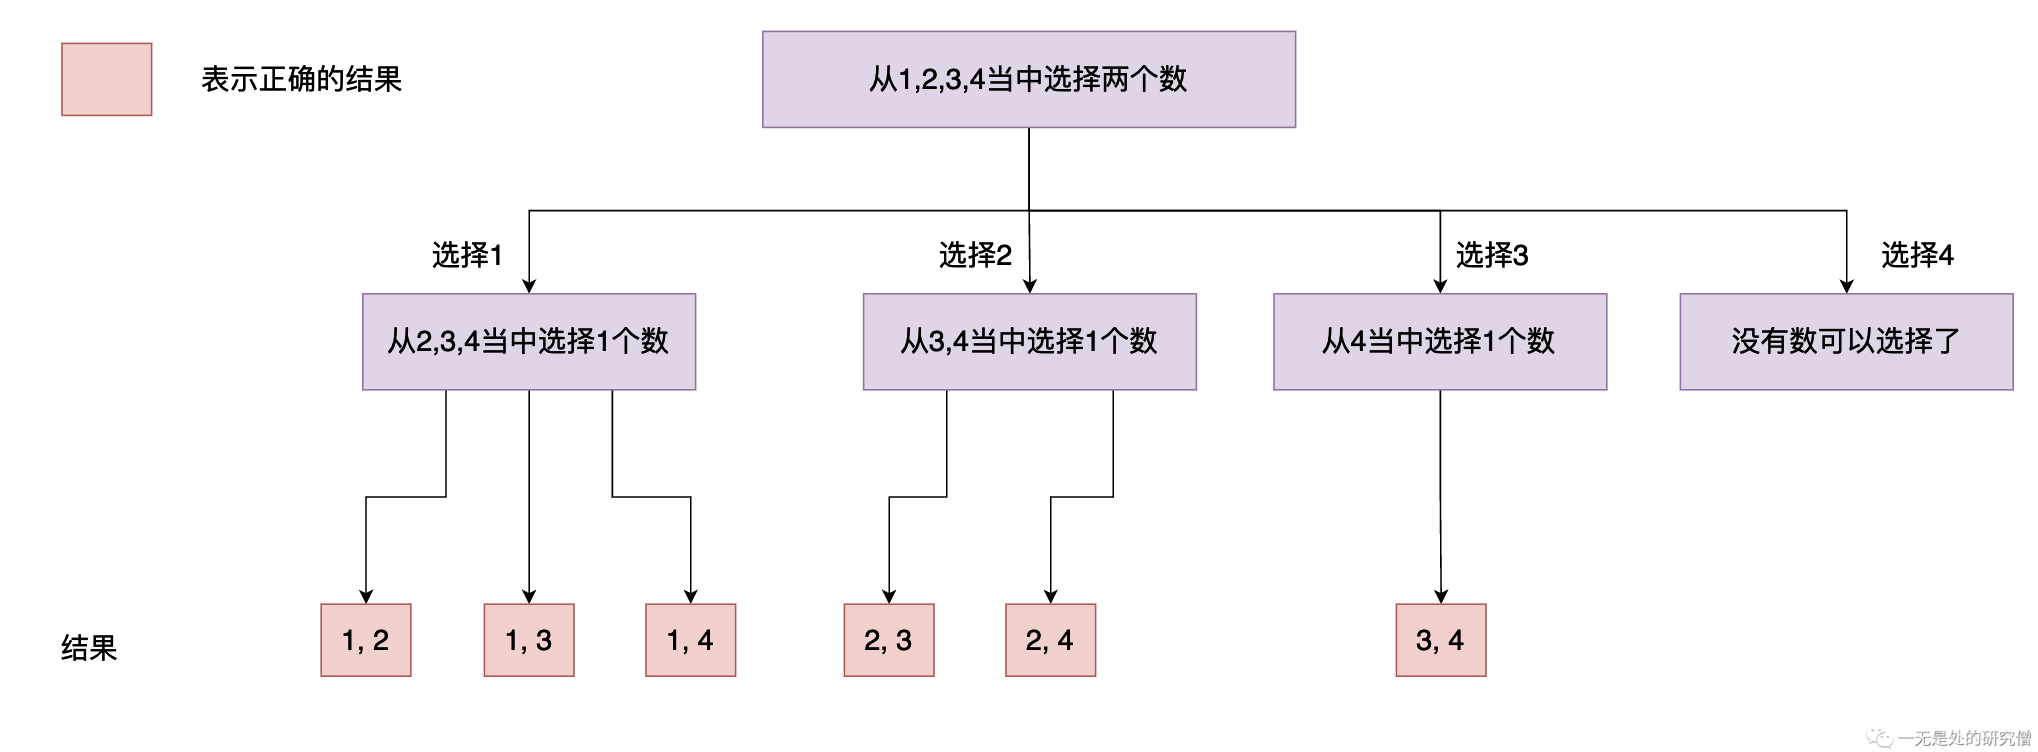 表示正确的结果
从1,2,3,4当中选择两个数
选择1
选择2
选择3
选择4
从2,3,4当中选择1个数
从3,4当中选择1个数
从4当中选择1个数
没有数可以选择了
结果
1, 2
1, 3
1, 4
2, 3
2, 4
3, 4
一无是处的研究僧